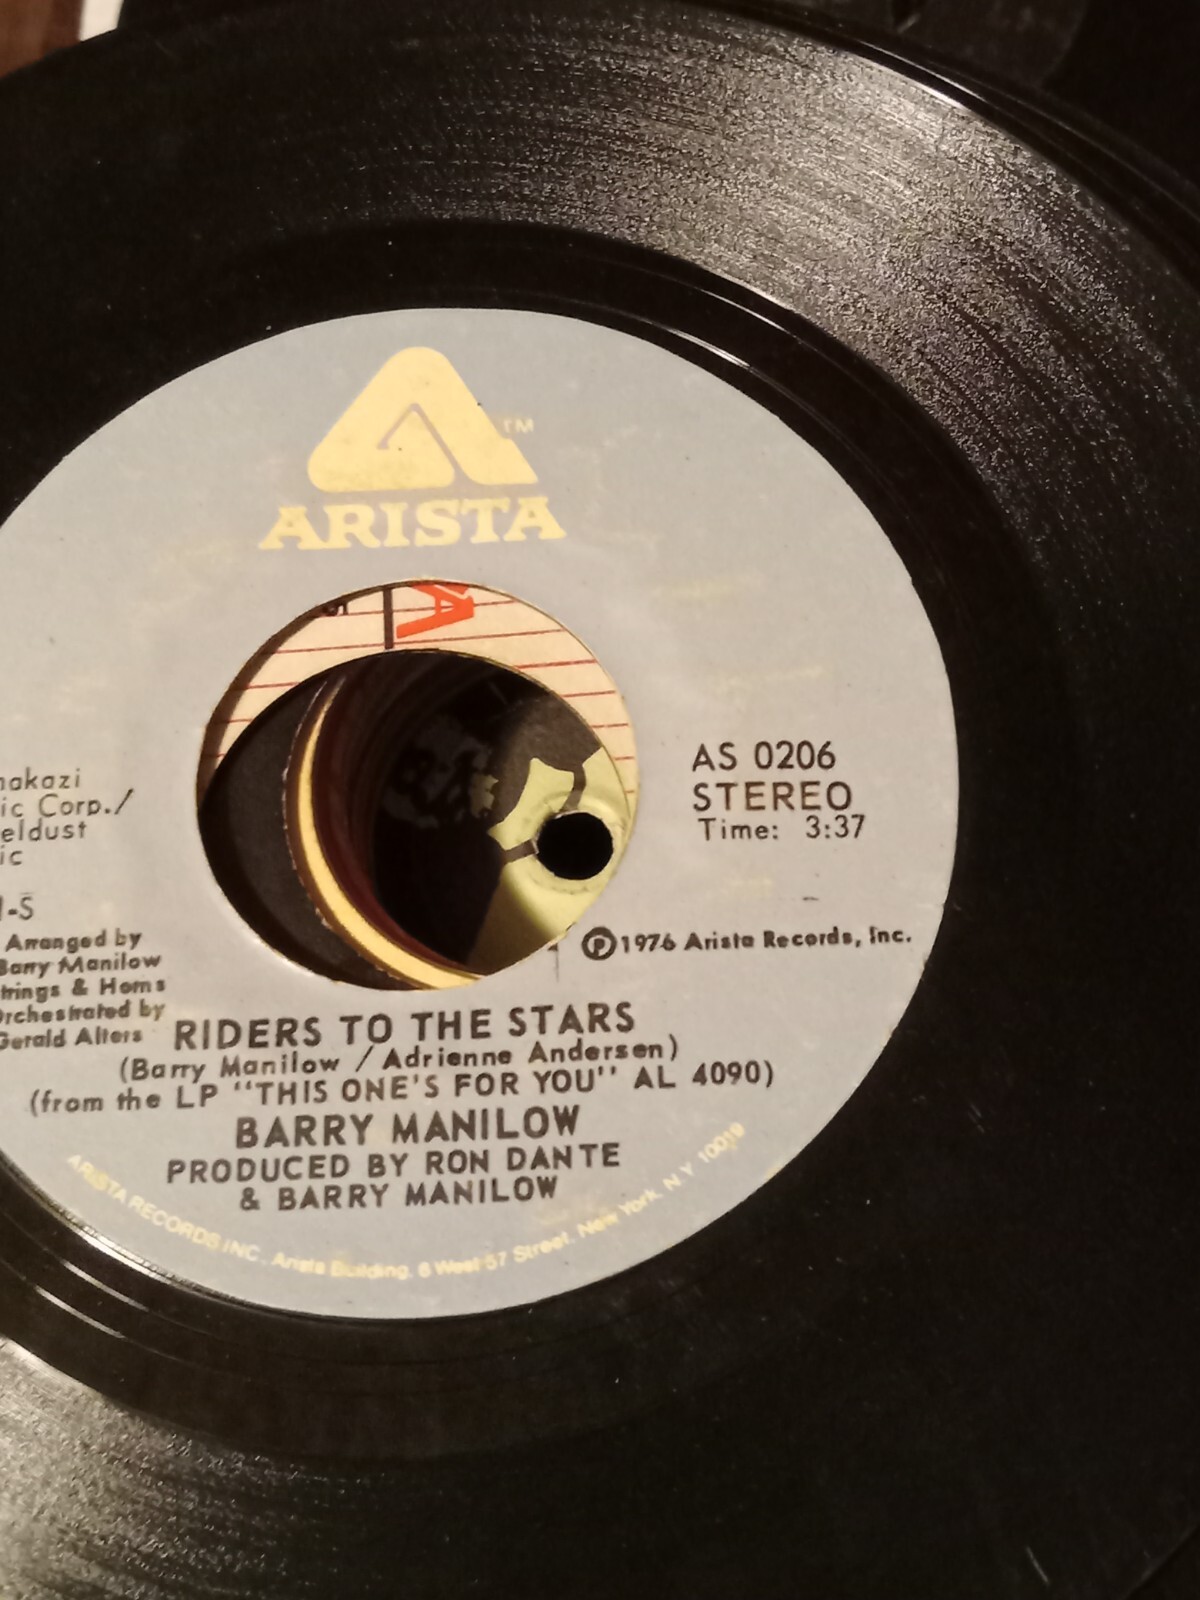 TM
ARISTA
A
AS 0206
STEREO
Time: 3:37
nakazi
ic Corp./
eldust
ic
-S
Arranged by
Barry Manilow
trings & Horns
Orchestrated by
Gerald Alters
℗ 1976 Arista Records, Inc.
RIDERS TO THE STARS
(Barry Manilow / Adrienne Andersen)
(from the LP "THIS ONE'S FOR YOU" AL 4090)
BARRY MANILOW
PRODUCED BY RON DANTE
& BARRY MANILOW
ARISTA RECORDS INC., Arista Building, 6 West 57 Street, New York, N.Y. 10019